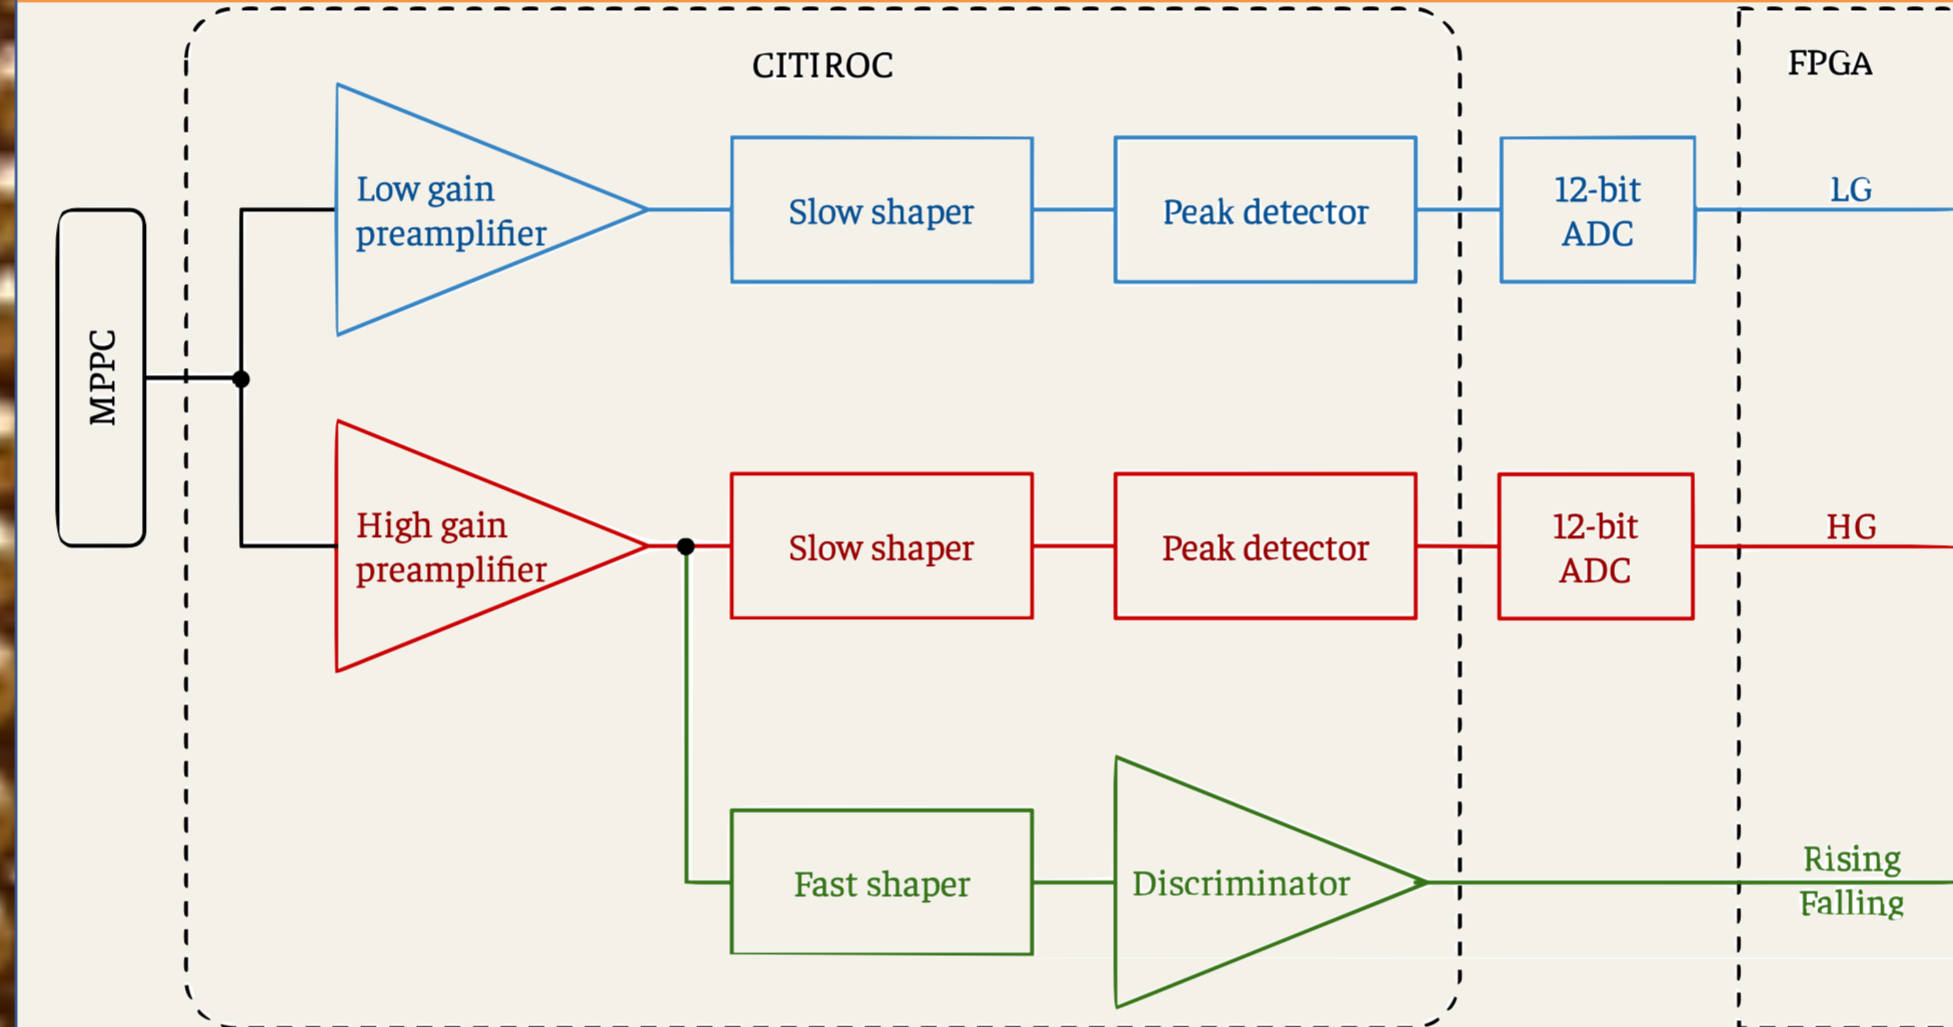 CITIROC
FPGA
MPPC
Low gain
preamplifier
Slow shaper
Peak detector
12-bit
ADC
LG
High gain
preamplifier
Slow shaper
Peak detector
12-bit
ADC
HG
Fast shaper
Discriminator
Rising
Falling